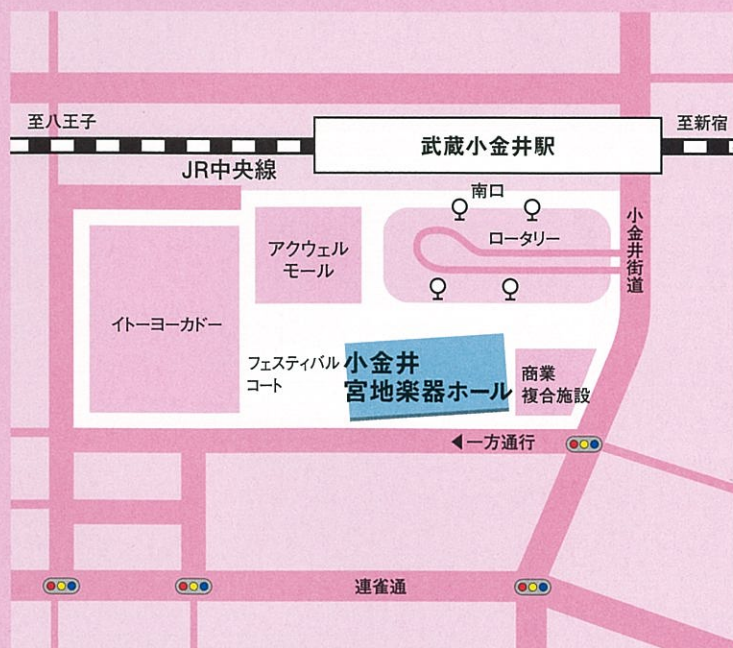 至八王子
武蔵小金井駅
至新宿
JR中央線
南口
小金井街道
ロータリー
アクウェル
モール
イトーヨーカドー
フェスティバル
コート
小金井
宮地楽器ホール
商業
複合施設
◀一方通行
連雀通